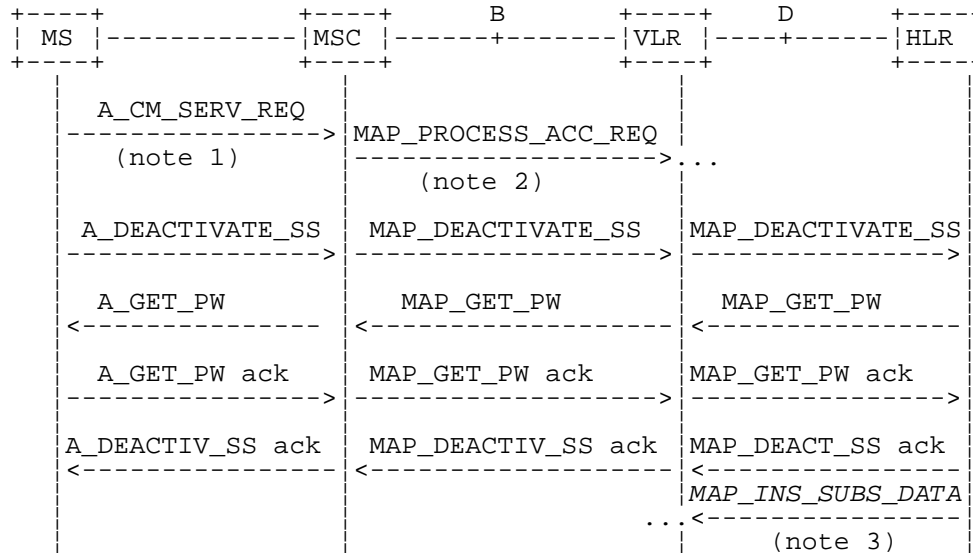 B D
MS MSC VLR HLR
A_CM_SERV_REQ
MAP_PROCESS_ACC_REQ
(note 1) ...
(note 2)
A_DEACTIVATE_SS MAP_DEACTIVATE_SS MAP_DEACTIVATE_SS
A_GET_PW MAP_GET_PW MAP_GET_PW
A_GET_PW ack MAP_GET_PW ack MAP_GET_PW ack
A_DEACTIV_SS ack MAP_DEACTIV_SS ack MAP_DEACT_SS ack
MAP_INS_SUBS_DATA
...
(note 3)